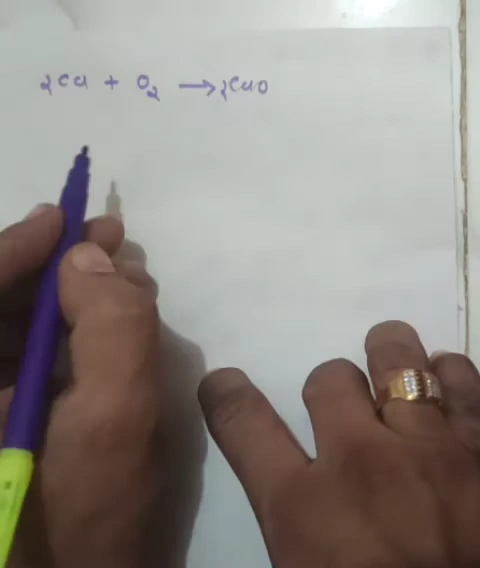 2Cu + O₂ → 2CuO